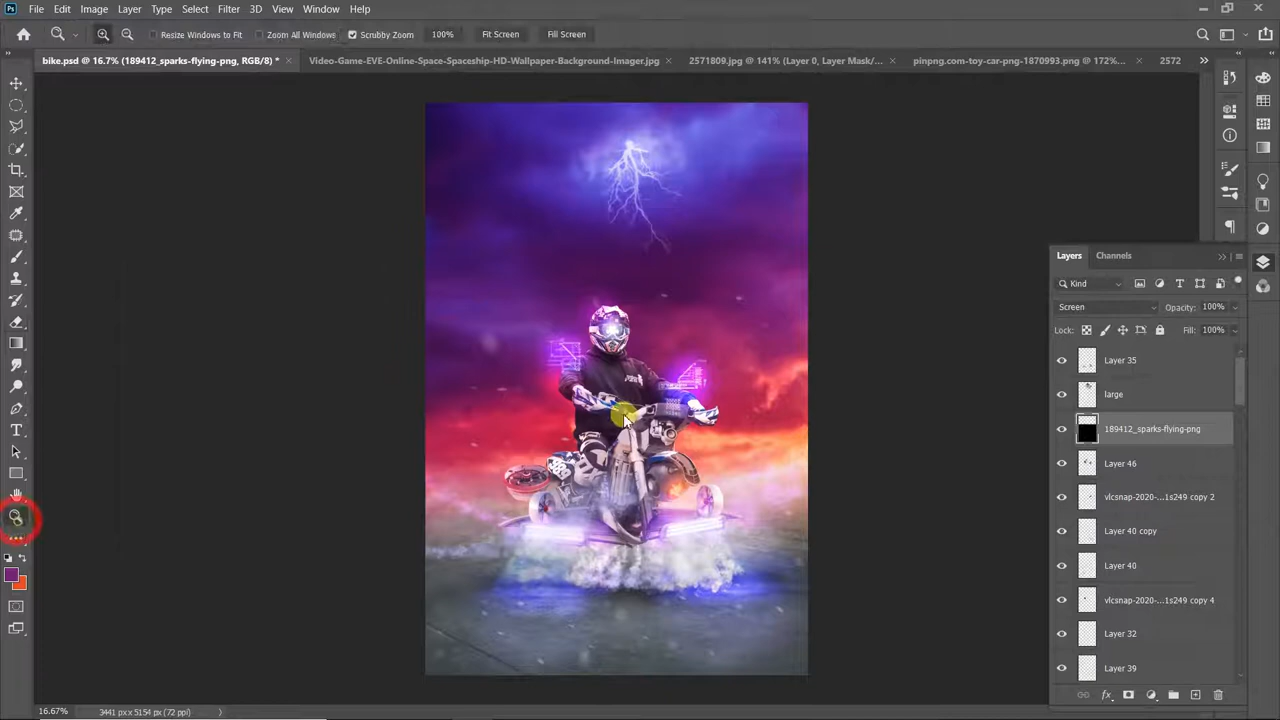 Ps File Edit Image Layer Type Select Filter 3D View Window Help
Resize Windows to Fit Zoom All Windows Scrubby Zoom 100% Fit Screen Fill Screen
bike.psd @ 16.7% (189412_sparks-flying-png, RGB/8) * × Video-Game-EVE-Online-Space-Spaceship-HD-Wallpaper-Background-Imager.jpg × 2571809.jpg @ 141% (Layer 0, Layer Mask/... × pinpng.com-toy-car-png-1870993.png @ 172%... × 2572
Layers Channels
Kind
Screen Opacity: 100%
Lock: Fill: 100%
Layer 35
large
189412_sparks-flying-png
Layer 46
vlcsnap-2020-...1s249 copy 2
Layer 40 copy
Layer 40
vlcsnap-2020-...1s249 copy 4
Layer 32
Layer 39
16.67% 3441 px x 5154 px (72 ppi)